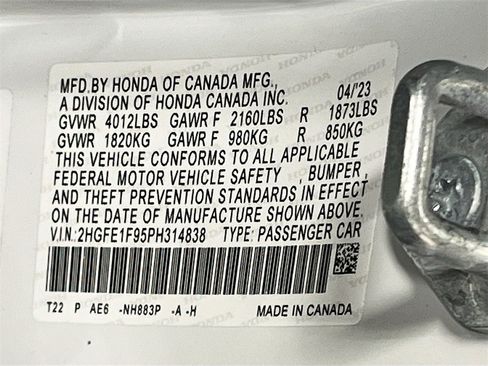 MFD.BY HONDA OF CANADA MFG.,
A DIVISION OF HONDA CANADA INC. 04/'23
GVWR 4012LBS GAWR F 2160LBS R 1873LBS
GVWR 1820KG GAWR F 980KG R 850KG
THIS VEHICLE CONFORMS TO ALL APPLICABLE
FEDERAL MOTOR VEHICLE SAFETY ,BUMPER ,
AND THEFT PREVENTION STANDARDS IN EFFECT
ON THE DATE OF MANUFACTURE SHOWN ABOVE.
V.I.N:2HGFE1F95PH314838 TYPE: PASSENGER CAR
T22 P AE6 -NH883P -A -H MADE IN CANADA